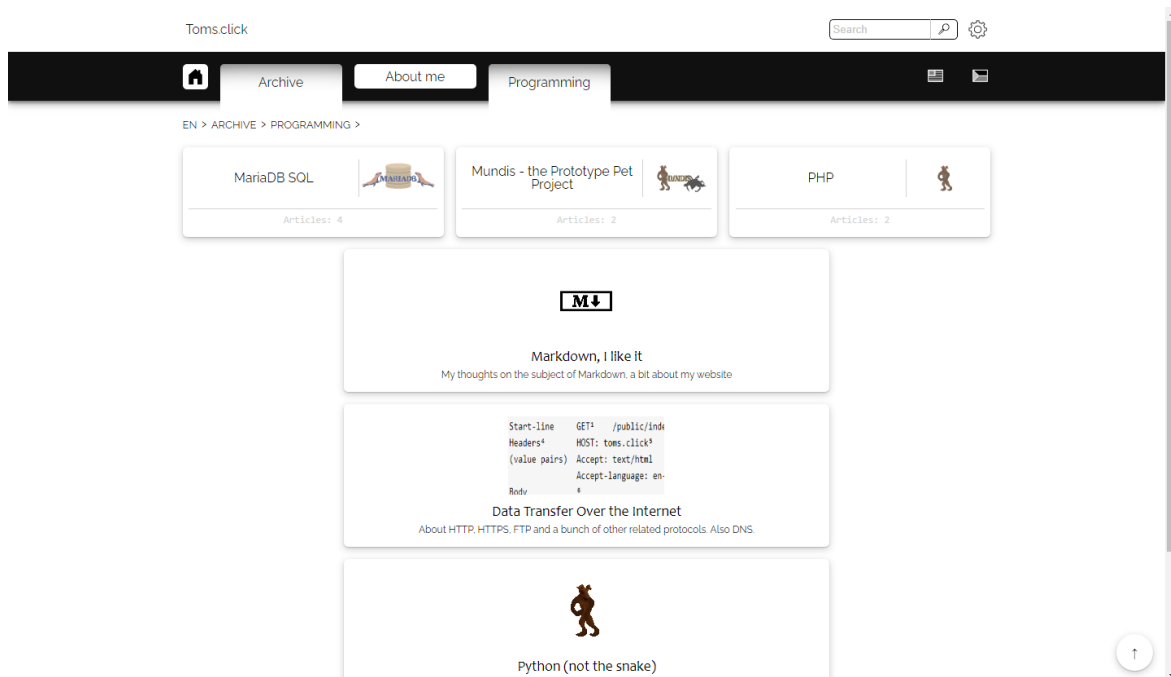 Toms.click
Search
Archive
About me
Programming
EN > ARCHIVE > PROGRAMMING >
MariaDB SQL
MARIADB
Articles: 4
Mundis - the Prototype Pet
Project
MUNDIS
Articles: 2
PHP
Articles: 2
M
Markdown, I like it
My thoughts on the subject of Markdown, a bit about my website
Start-line GET¹ /public/inde
Headers⁴ HOST: toms.click⁵
(value pairs) Accept: text/html
Accept-language: en-
Body ⁶
Data Transfer Over the Internet
About HTTP, HTTPS, FTP and a bunch of other related protocols. Also DNS.
Python (not the snake)